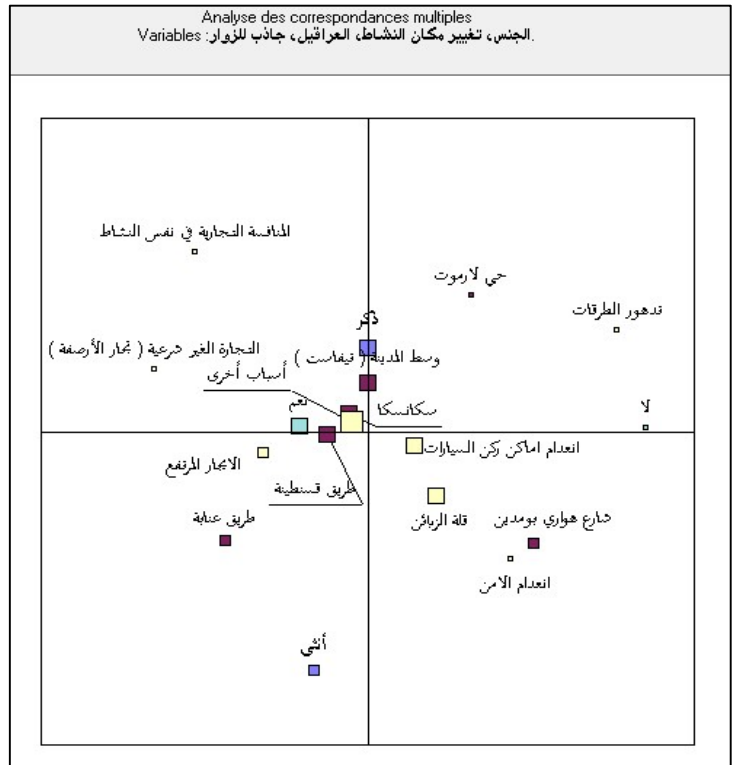 Analyse des correspondances multiples
Variables :الجنس، تغيير مكان النشاط، العراقيل، جاذب للزوار.
المنافسة التجارية في نفس النشاط
حي لارموت
تدهور الطرقات
ذكر
التجارة الغير شرعية ( تجار الأرصفة )
وسط المدينة ( تيفاست )
أسباب أخرى
نعم
سكانسكا
لا
انعدام اماكن ركن السيارات
الايجار المرتفع
طريق قسنطينة
طريق عنابة
قلة الزبائن
شارع هواري بومدين
انعدام الامن
أنثى